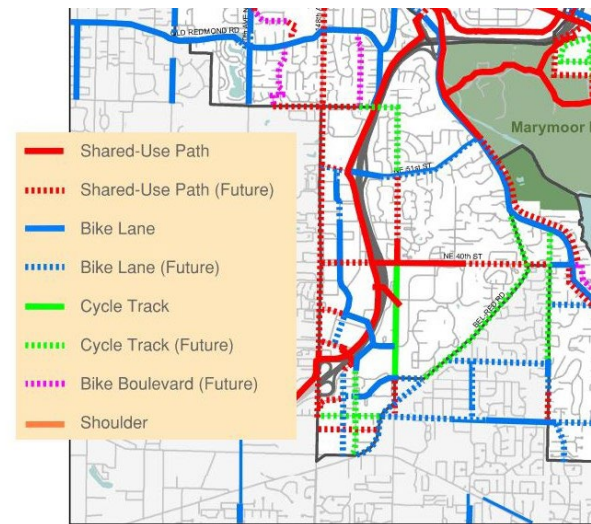 OLD REDMOND RD
148th A
Marymoor
NE 51st ST
NE 40th ST
BEL-RED RD
Shared-Use Path
Shared-Use Path (Future)
Bike Lane
Bike Lane (Future)
Cycle Track
Cycle Track (Future)
Bike Boulevard (Future)
Shoulder